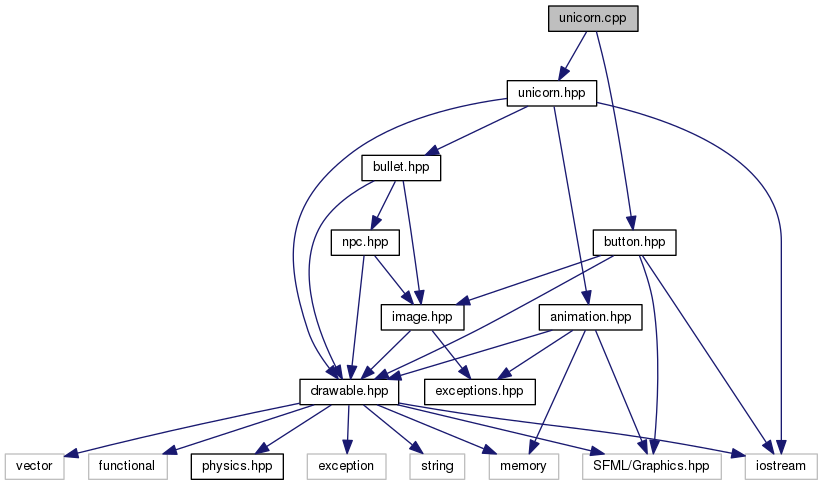 unicorn.cpp
unicorn.hpp
bullet.hpp
npc.hpp
button.hpp
image.hpp
animation.hpp
drawable.hpp
exceptions.hpp
vector
functional
physics.hpp
exception
string
memory
SFML/Graphics.hpp
iostream